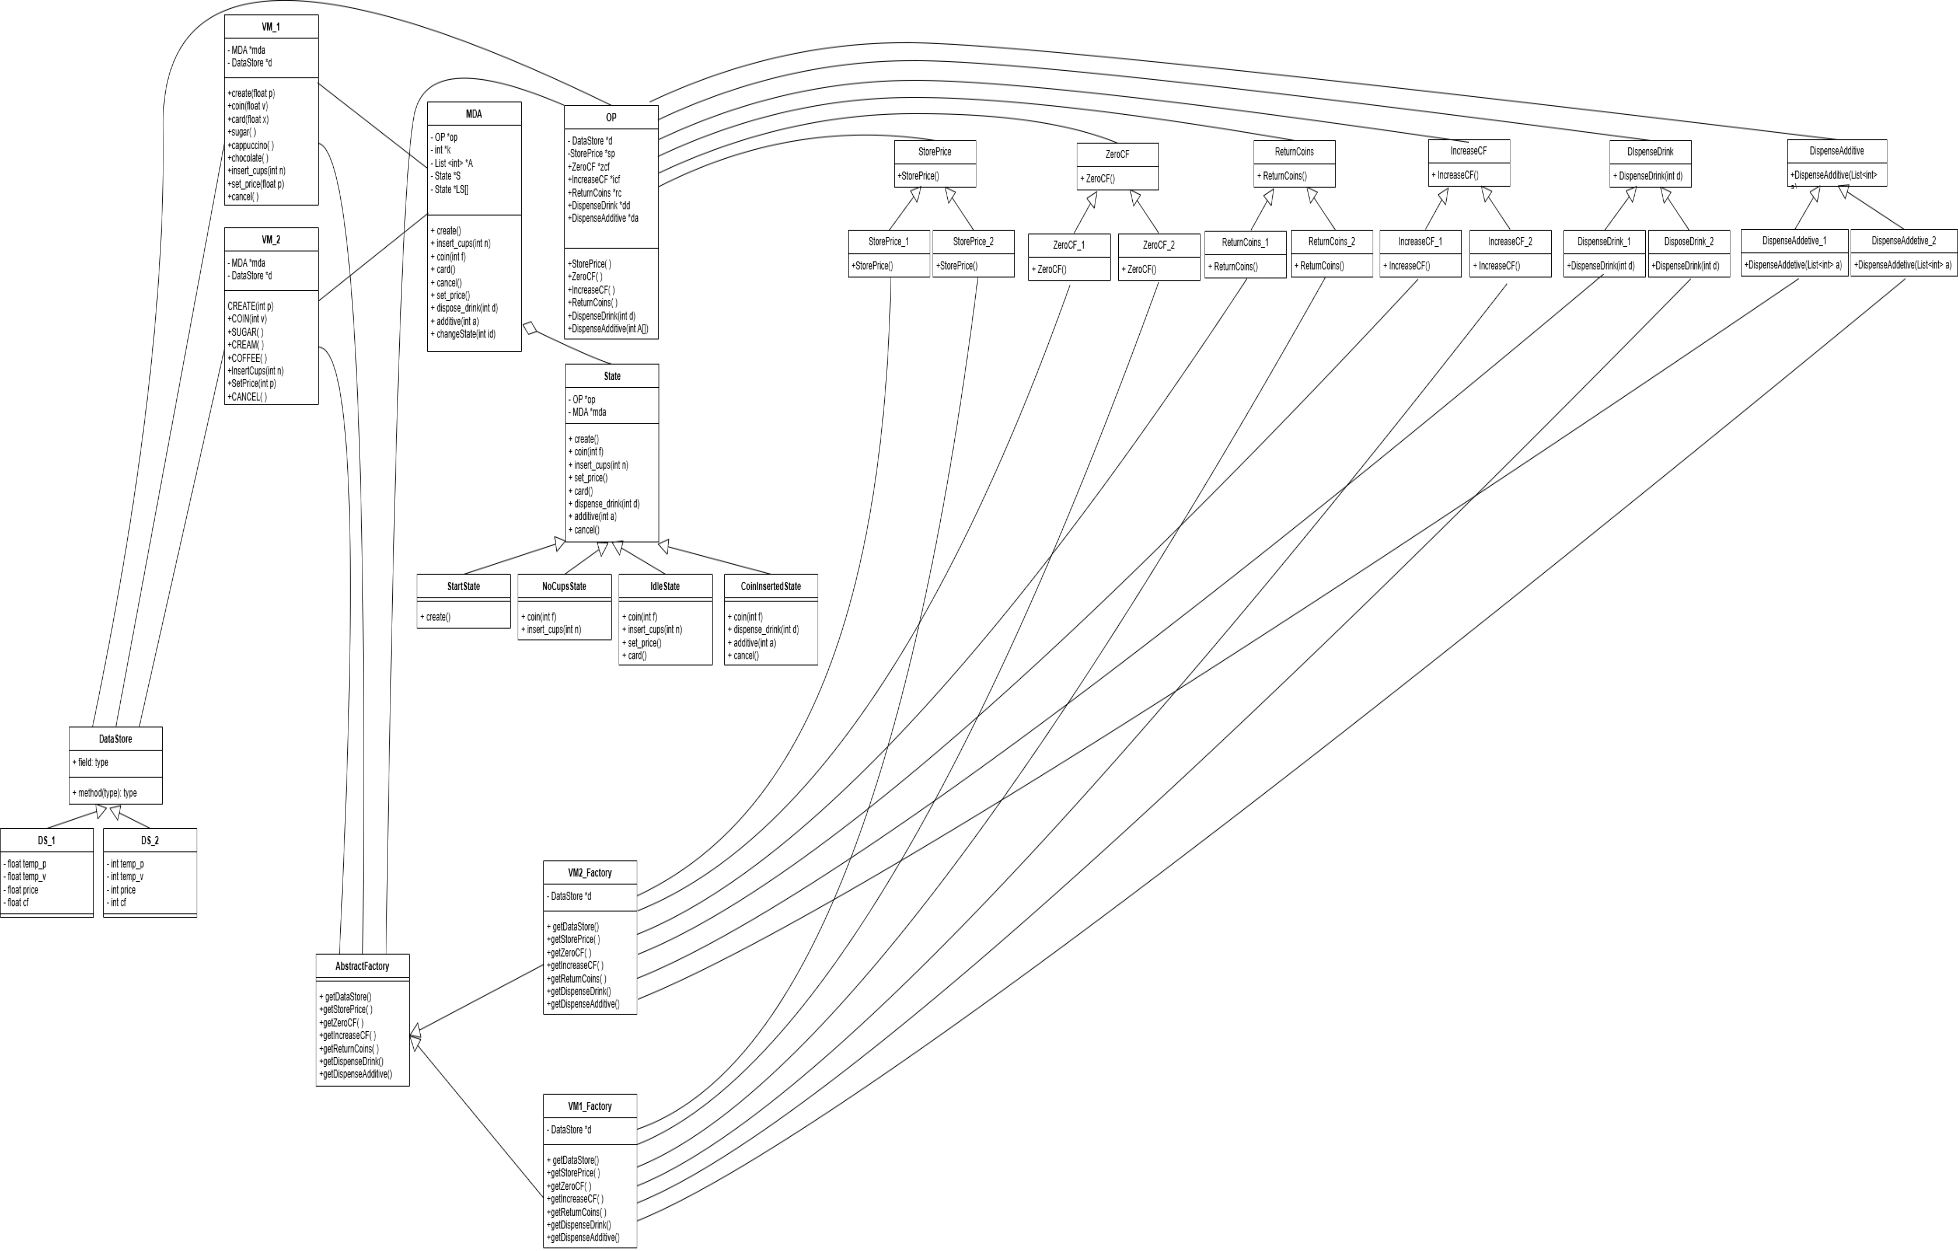 VM_1
- MDA *mda
- DataStore *d
+create(float p)
+coin(float v)
+card(float x)
+sugar( )
+cappuccino( )
+chocolate( )
+insert_cups(int n)
+set_price(float p)
+cancel( )
VM_2
- MDA *mda
- DataStore *d
CREATE(int p)
+COIN(int v)
+SUGAR( )
+CREAM( )
+COFFEE( )
+InsertCups(int n)
+SetPrice(int p)
+CANCEL( )
MDA
- OP *op
- int *k
- List <int> *A
- State *S
- State *LS[]
+ create()
+ insert_cups(int n)
+ coin(int f)
+ card()
+ cancel()
+ set_price()
+ dispose_drink(int d)
+ additive(int a)
+ changeState(int id)
OP
- DataStore *d
-StorePrice *sp
+ZeroCF *zcf
+IncreaseCF *icf
+ReturnCoins *rc
+DispenseDrink *dd
+DispenseAdditive *da
+StorePrice( )
+ZeroCF( )
+IncreaseCF( )
+ReturnCoins( )
+DispenseDrink(int d)
+DispenseAdditive(int A[])
StorePrice
+StorePrice()
ZeroCF
+ ZeroCF()
ReturnCoins
+ ReturnCoins()
IncreaseCF
+ IncreaseCF()
DispenseDrink
+ DispenseDrink(int d)
DispenseAdditive
+DispenseAdditive(List<int>
StorePrice_1
+StorePrice()
StorePrice_2
+StorePrice()
ZeroCF_1
+ ZeroCF()
ZeroCF_2
+ ZeroCF()
ReturnCoins_1
+ ReturnCoins()
ReturnCoins_2
+ ReturnCoins()
IncreaseCF_1
+ IncreaseCF()
IncreaseCF_2
+ IncreaseCF()
DispenseDrink_1
+DispenseDrink(int d)
DisposeDrink_2
+DispenseDrink(int d)
DispenseAddetive_1
+DispenseAddetive(List<int> a)
DispenseAddetive_2
+DispenseAddetive(List<int> a)
State
- OP *op
- MDA *mda
+ create()
+ coin(int f)
+ insert_cups(int n)
+ set_price()
+ card()
+ dispense_drink(int d)
+ additive(int a)
+ cancel()
StartState
+ create()
NoCupsState
+ coin(int f)
+ insert_cups(int n)
IdleState
+ coin(int f)
+ insert_cups(int n)
+ set_price()
+ card()
CoinInsertedState
+ coin(int f)
+ dispense_drink(int d)
+ additive(int a)
+ cancel()
DataStore
+ field: type
+ method(type): type
DS_1
- float temp_p
- float temp_v
- float price
- float cf
DS_2
- int temp_p
- int temp_v
- int price
- int cf
VM2_Factory
- DataStore *d
+ getDataStore()
+getStorePrice( )
+getZeroCF( )
+getIncreaseCF( )
+getReturnCoins( )
+getDispenseDrink()
+getDispenseAdditive()
AbstractFactory
+ getDataStore()
+getStorePrice( )
+getZeroCF( )
+getIncreaseCF( )
+getReturnCoins( )
+getDispenseDrink()
+getDispenseAdditive()
VM1_Factory
- DataStore *d
+ getDataStore()
+getStorePrice( )
+getZeroCF( )
+getIncreaseCF( )
+getReturnCoins( )
+getDispenseDrink()
+getDispenseAdditive()